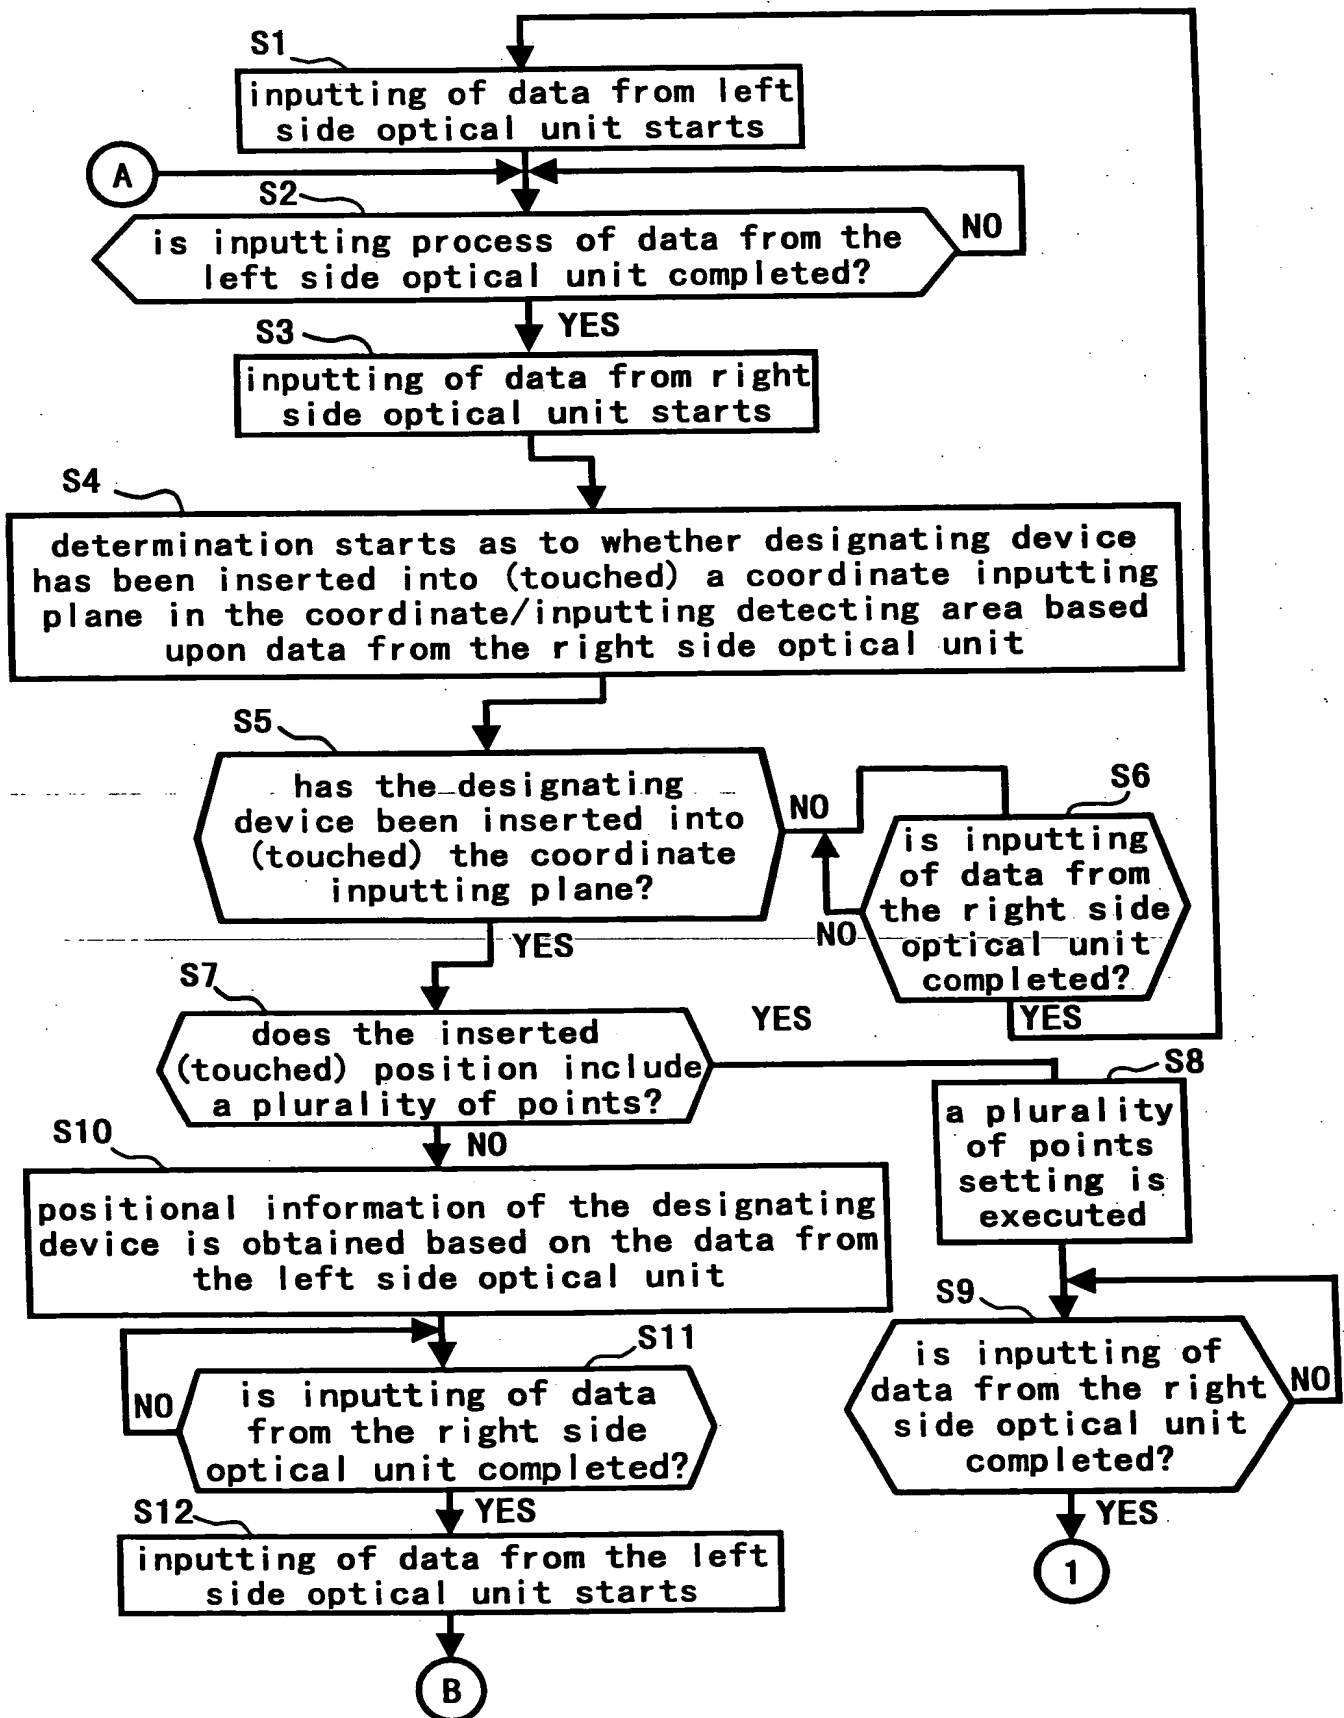 S1
inputting of data from left
side optical unit starts
A
S2
is inputting process of data from the
left side optical unit completed?
NO
YES
S3
inputting of data from right
side optical unit starts
S4
determination starts as to whether designating device
has been inserted into (touched) a coordinate inputting
plane in the coordinate/inputting detecting area based
upon data from the right side optical unit
S5
has the designating
device been inserted into
(touched) the coordinate
inputting plane?
NO
S6
is inputting
of data from
the right side
optical unit
completed?
NO
YES
YES
S7
does the inserted
(touched) position include
a plurality of points?
YES
S8
a plurality
of points
setting is
executed
NO
S10
positional information of the designating
device is obtained based on the data from
the left side optical unit
S9
is inputting of
data from the right
side optical unit
completed?
NO
YES
1
S11
is inputting of data
from the right side
optical unit completed?
NO
YES
S12
inputting of data from the left
side optical unit starts
B